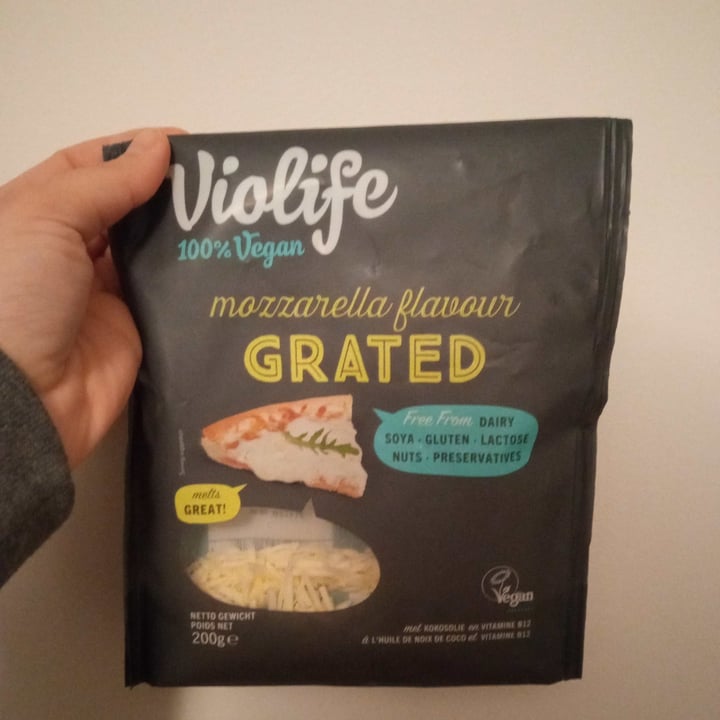 Violife
100% Vegan
mozzarella flavour
GRATED
Free From DAIRY
SOYA · GLUTEN · LACTOSE
NUTS · PRESERVATIVES
melts
GREAT!
Vegan
NETTO GEWICHT
POIDS NET
200g e
met KOKOSOLIE en VITAMINE B12
à L'HUILE DE NOIX DE COCO et VITAMINE B12